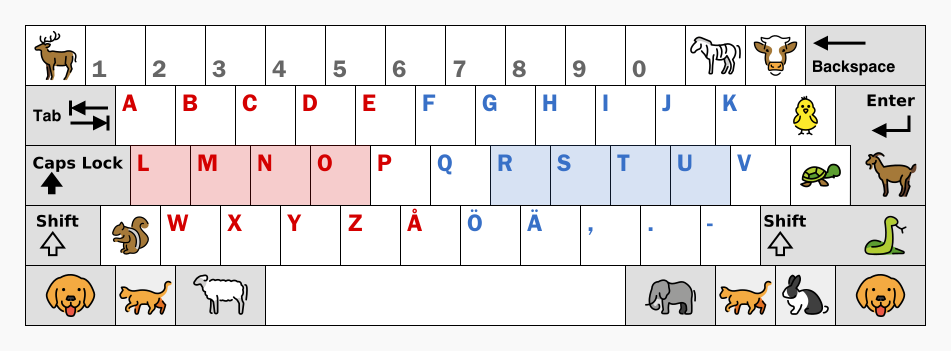 1 2 3 4 5 6 7 8 9 0 Backspace
Tab A B C D E F G H I J K Enter
Caps Lock L M N O P Q R S T U V
Shift W X Y Z Å Ö Ä , . - Shift